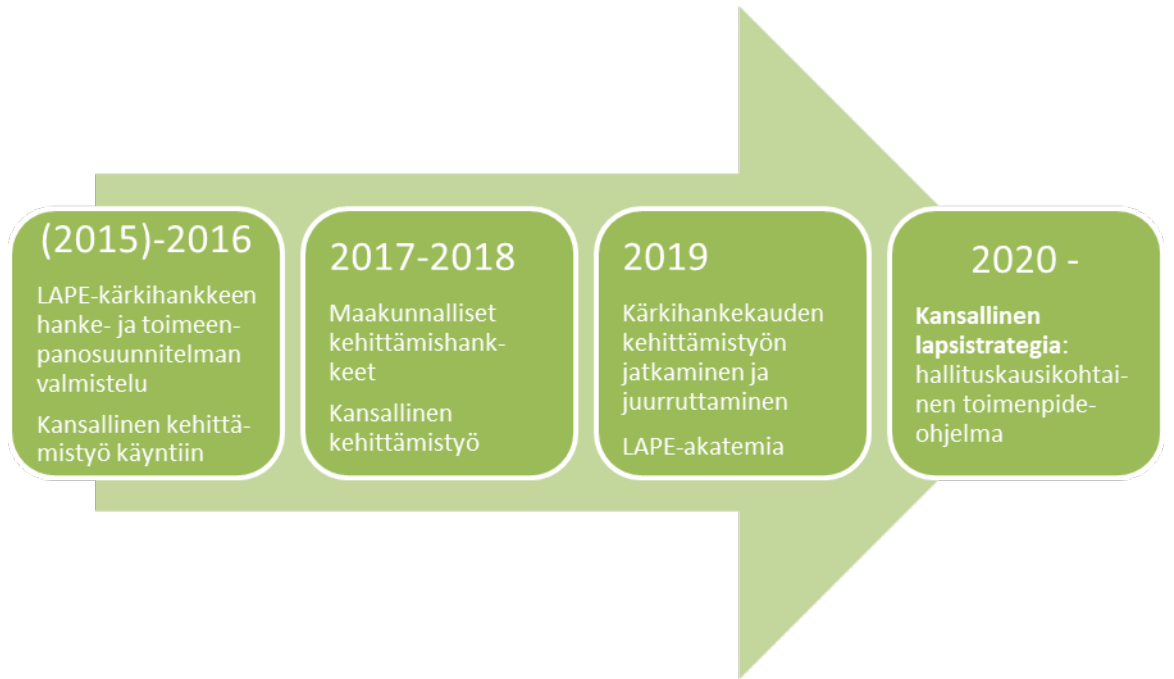 (2015)-2016
LAPE-kärkihankkeen
hanke- ja toimeen-
panosuunnitelman
valmistelu
Kansallinen kehittä-
mistyö käyntiin
2017-2018
Maakunnalliset
kehittämishank-
keet
Kansallinen
kehittämistyö
2019
Kärkihankekauden
kehittämistyön
jatkaminen ja
juurruttaminen
LAPE-akatemia
2020 -
Kansallinen
lapsistrategia:
hallituskausikohtai-
nen toimenpide-
ohjelma